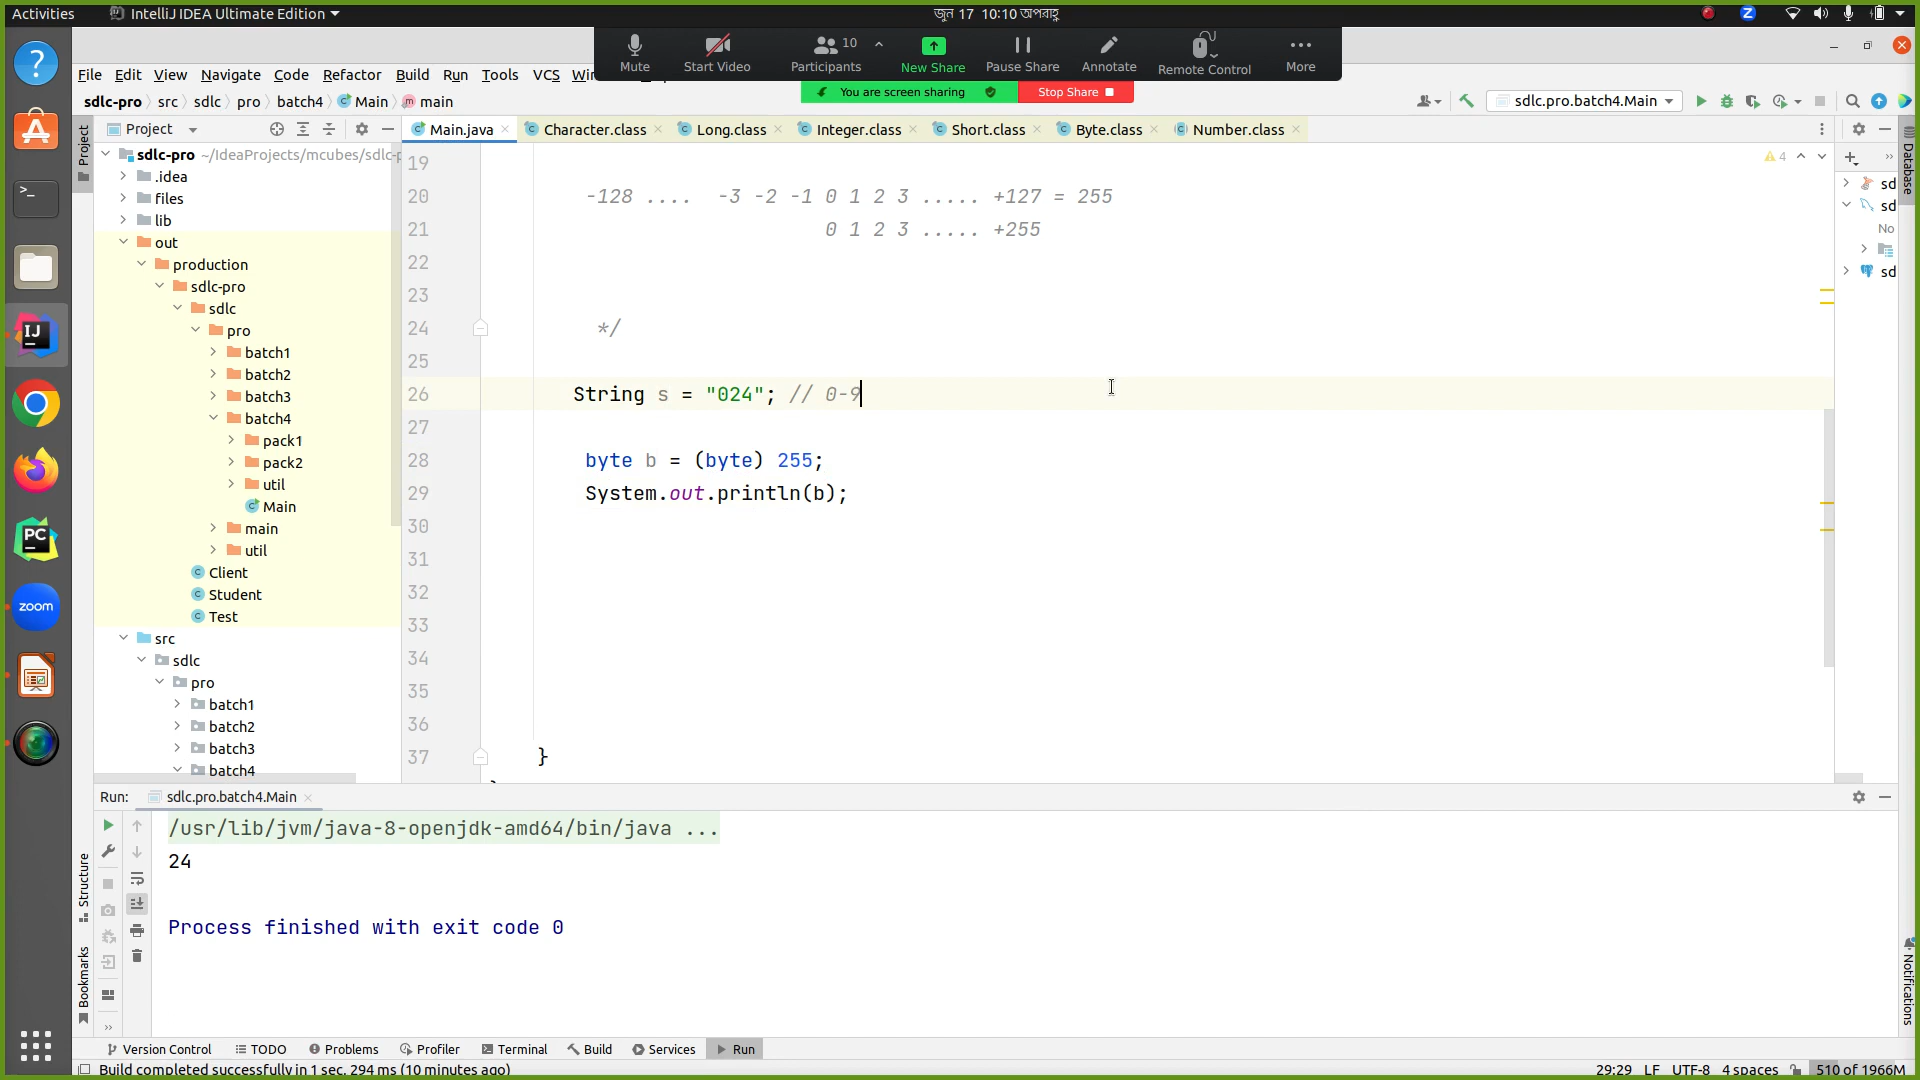 Activities
IntelliJ IDEA Ultimate Edition
জুন 17 10:10 অপরাহ্ণ
Mute
Start Video
10
Participants
New Share
Pause Share
Annotate
Remote Control
More
You are screen sharing
Stop Share
File Edit View Navigate Code Refactor Build Run Tools VCS
sdlc-pro src sdlc pro batch4 Main main
sdlc.pro.batch4.Main
Project
Main.java Character.class Long.class Integer.class Short.class Byte.class Number.class
sdlc-pro ~/IdeaProjects/mcubes/sdlc-p
.idea
files
lib
out
production
sdlc-pro
sdlc
pro
batch1
batch2
batch3
batch4
pack1
pack2
util
Main
main
util
Client
Student
Test
src
sdlc
pro
batch1
batch2
batch3
batch4
19
20 -128 .... -3 -2 -1 0 1 2 3 ..... +127 = 255
21 0 1 2 3 ..... +255
22
23
24 */
25
26 String s = "024"; // 0-9
27
28 byte b = (byte) 255;
29 System.out.println(b);
30
31
32
33
34
35
36
37 }
4
sd
sd
No
sd
Project
Structure
Bookmarks
Database
Notifications
Run: sdlc.pro.batch4.Main
/usr/lib/jvm/java-8-openjdk-amd64/bin/java ...
24
Process finished with exit code 0
Version Control TODO Problems Profiler Terminal Build Services Run
Build completed successfully in 1 sec, 294 ms (10 minutes ago)
29:29 LF UTF-8 4 spaces 510 of 1966M
IJ
PC
zoom